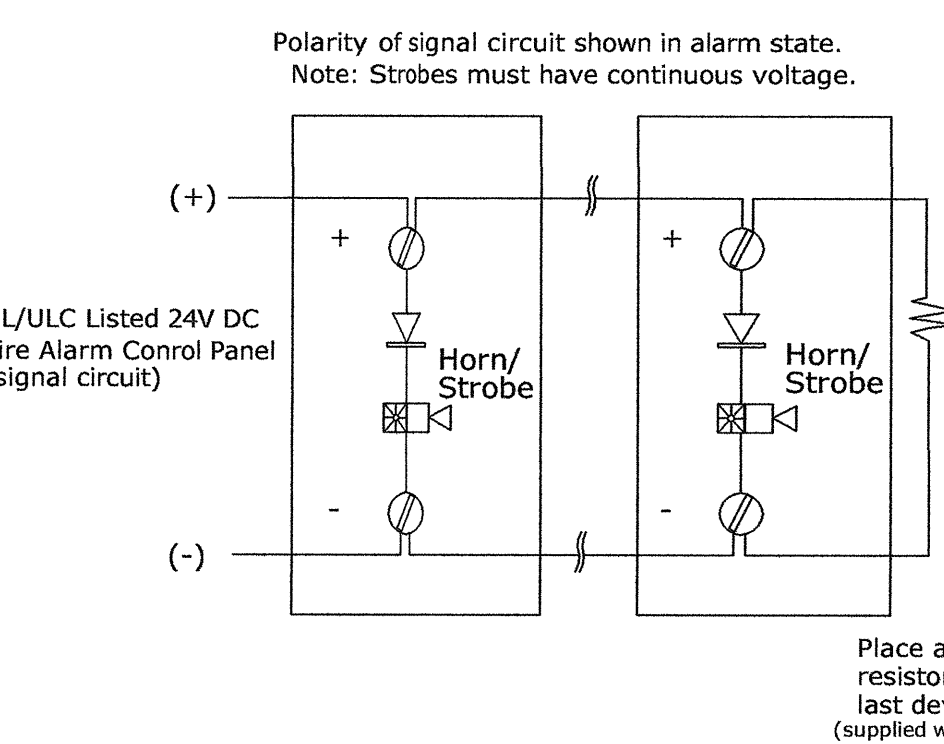 Polarity of signal circuit shown in alarm state.
Note: Strobes must have continuous voltage.
(+)
+
+
L/ULC Listed 24V DC
ire Alarm Conrol Panel
signal circuit)
Horn/
Strobe
Horn/
Strobe
-
-
(-)
Place a
resistor
last dev
(supplied w